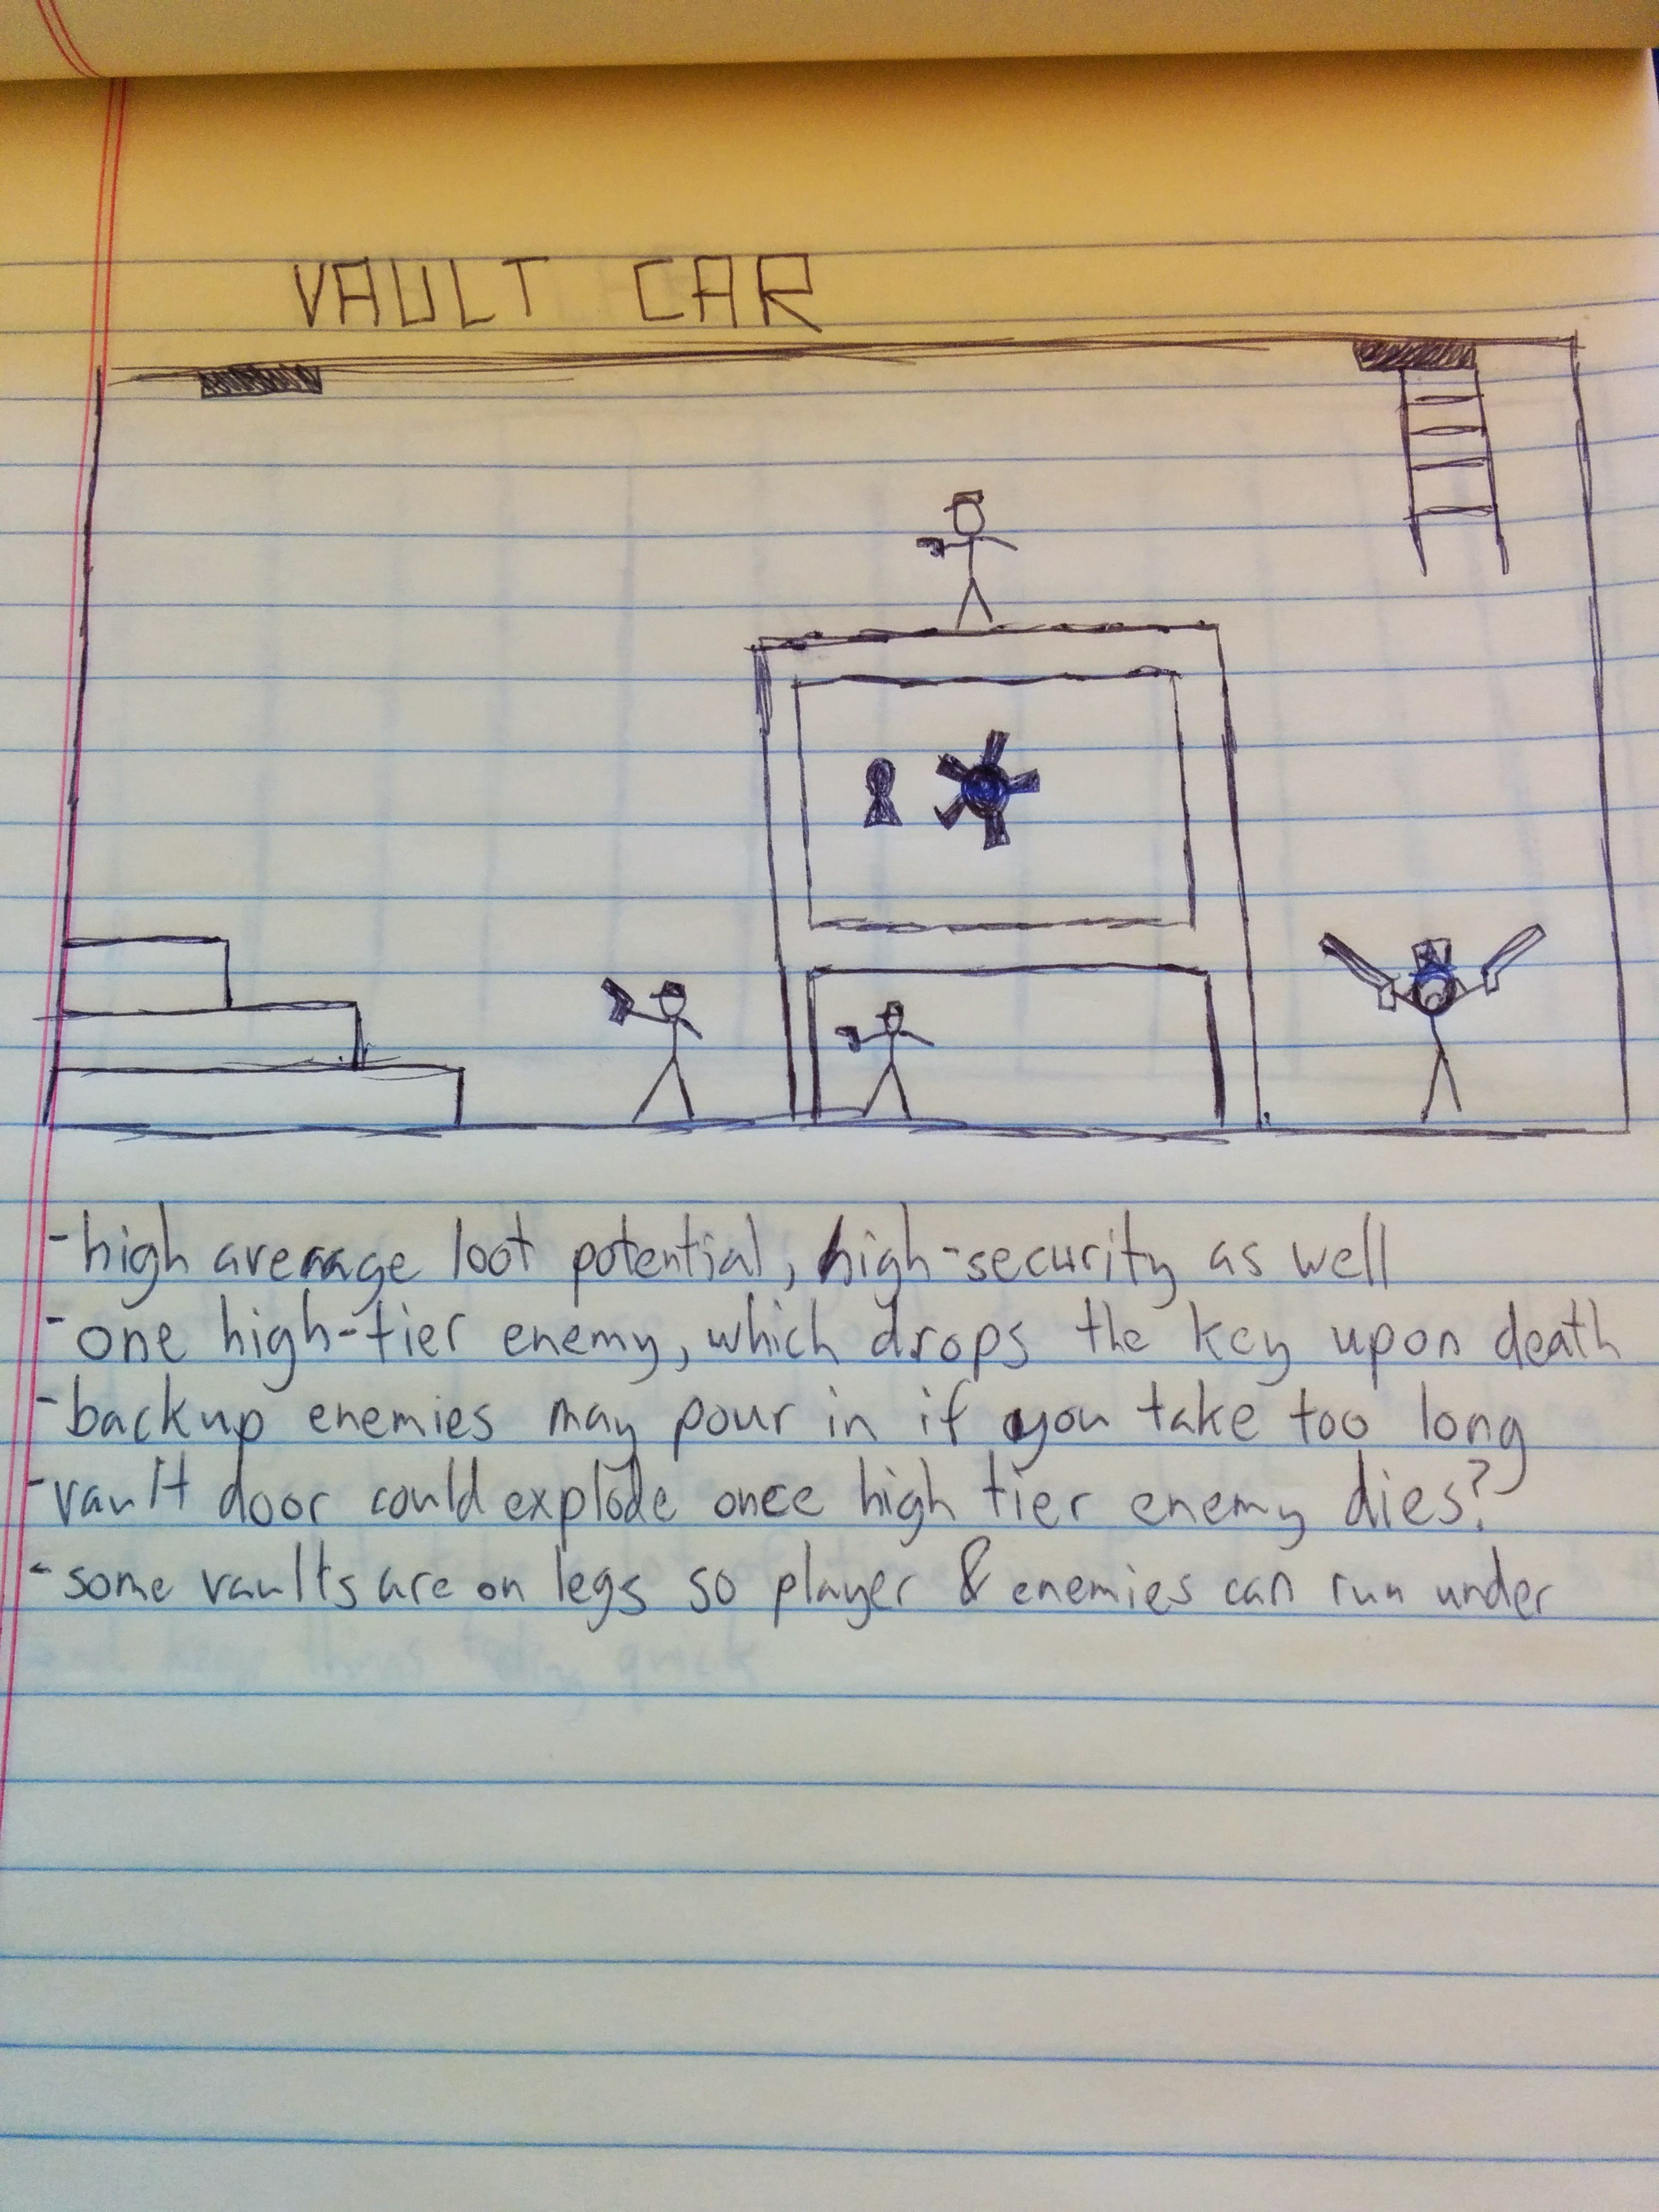 VAULT CAR
-high average loot potential, high-security as well
-one high-tier enemy, which drops the key upon death
-backup enemies may pour in if you take too long
-vault door could explode once high tier enemy dies?
-some vaults are on legs so player & enemies can run under